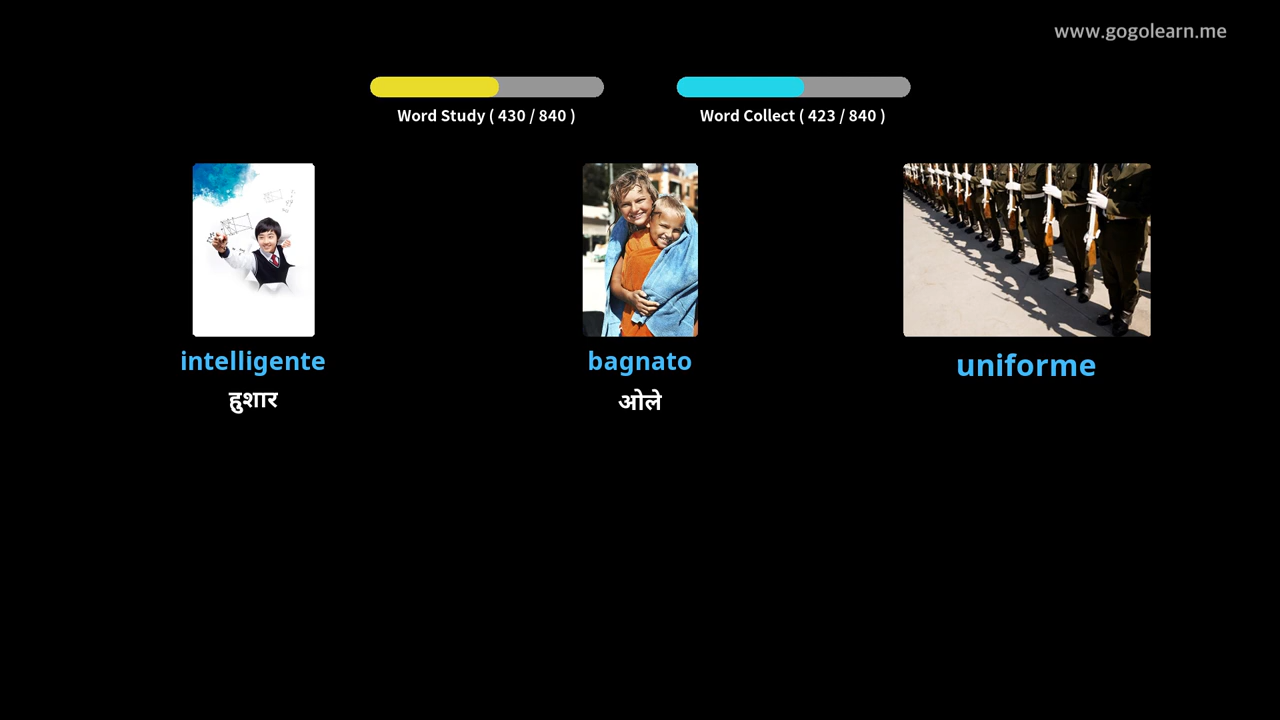 www.gogolearn.me
Word Study ( 430 / 840 )
Word Collect ( 423 / 840 )
intelligente
हुशार
bagnato
ओले
uniforme